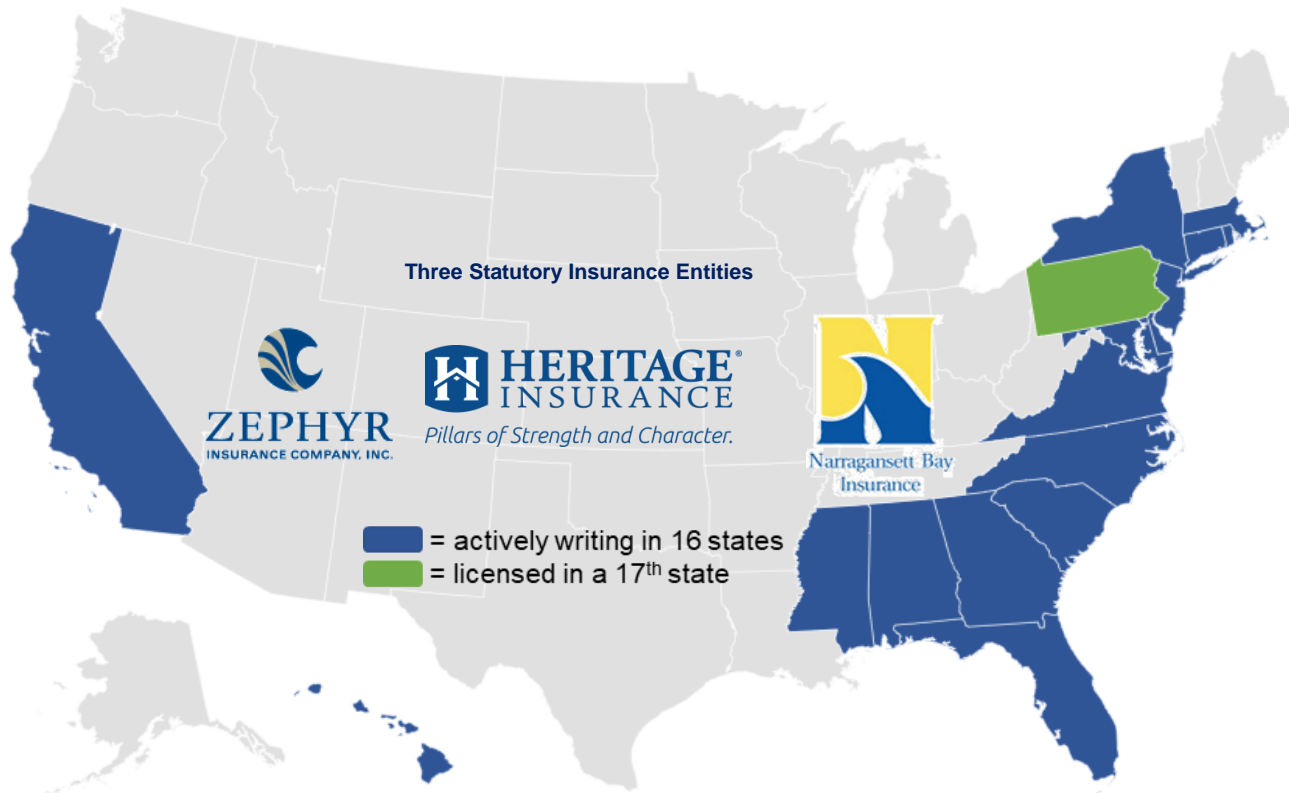 Three Statutory Insurance Entities
ZEPHYR
INSURANCE COMPANY, INC.
HERITAGE®
INSURANCE
Pillars of Strength and Character.
Narragansett Bay
Insurance
= actively writing in 16 states
= licensed in a 17th state